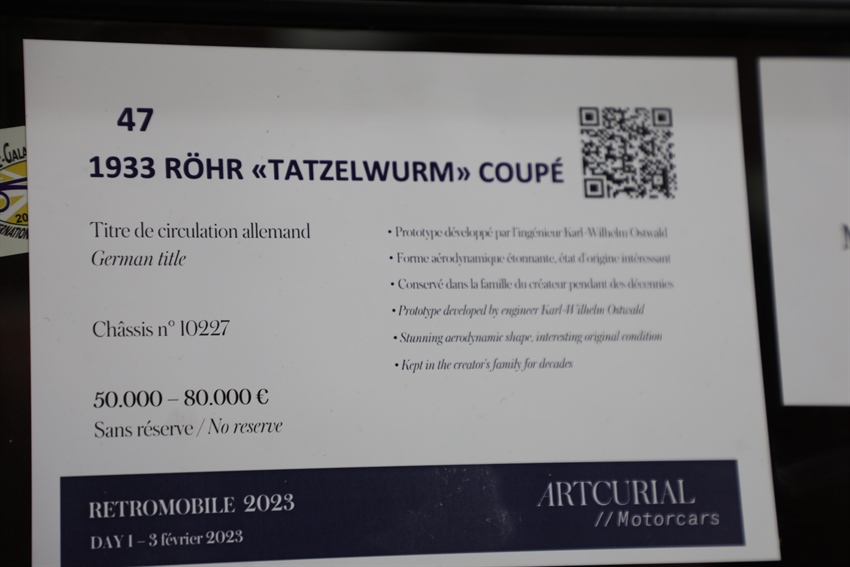 47
1933 RÖHR «TATZELWURM» COUPÉ
Titre de circulation allemand
German title
Châssis n° 10227
50.000 – 80.000 €
Sans réserve / No reserve
• Prototype développé par l'ingénieur Karl-Wilhelm Ostwald
• Forme aérodynamique étonnante, état d'origine intéressant
• Conservé dans la famille du créateur pendant des décennies
• Prototype developed by engineer Karl-Wilhelm Ostwald
• Stunning aerodynamic shape, interesting original condition
• Kept in the creator's family for decades
RETROMOBILE 2023
DAY 1 – 3 février 2023
ARTCURIAL
//Motorcars